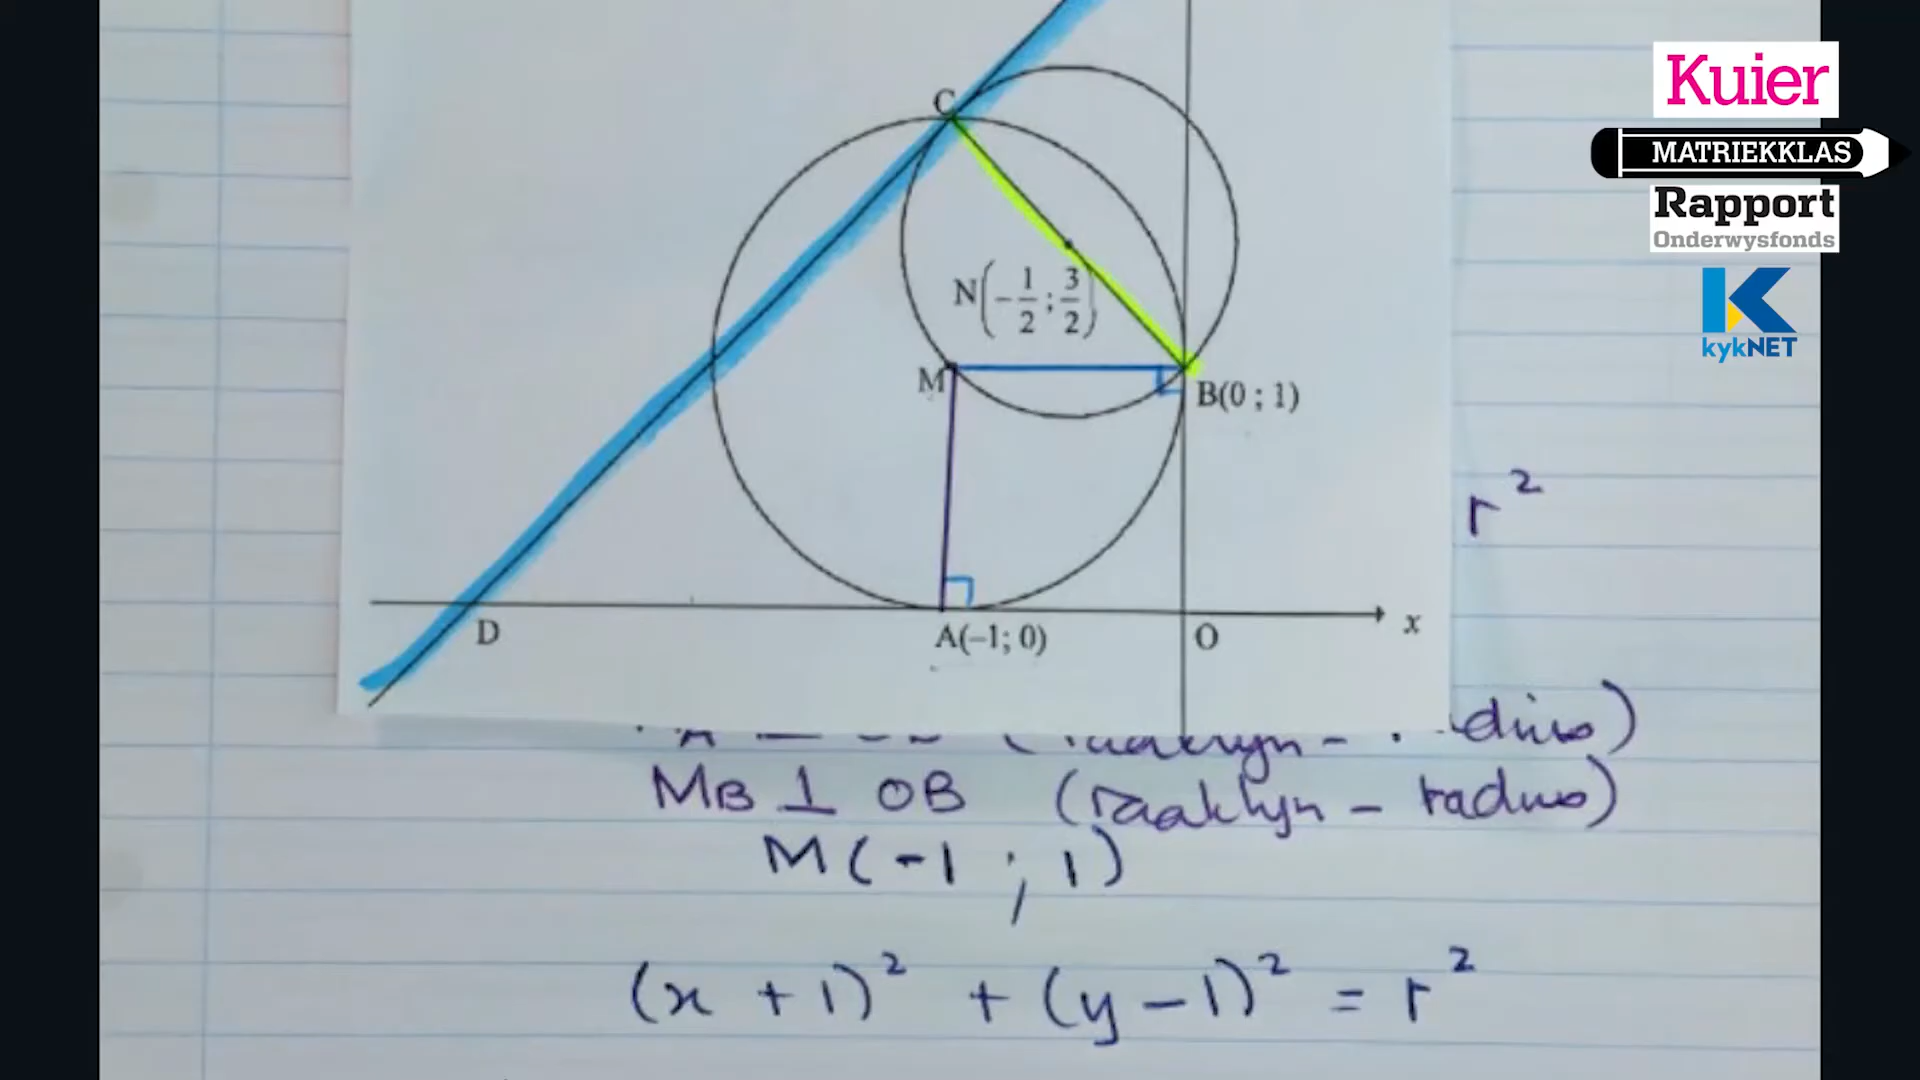 Kuier
MATRIEKKLAS
Rapport
Onderwysfonds
kykNET
C
N(-1/2 ; 3/2)
M
B(0 ; 1)
D
A(–1; 0)
O
x
r²
MB ⊥ OB (raaklyn – radius)
M(-1 ; 1)
(x + 1)² + (y – 1)² = r²